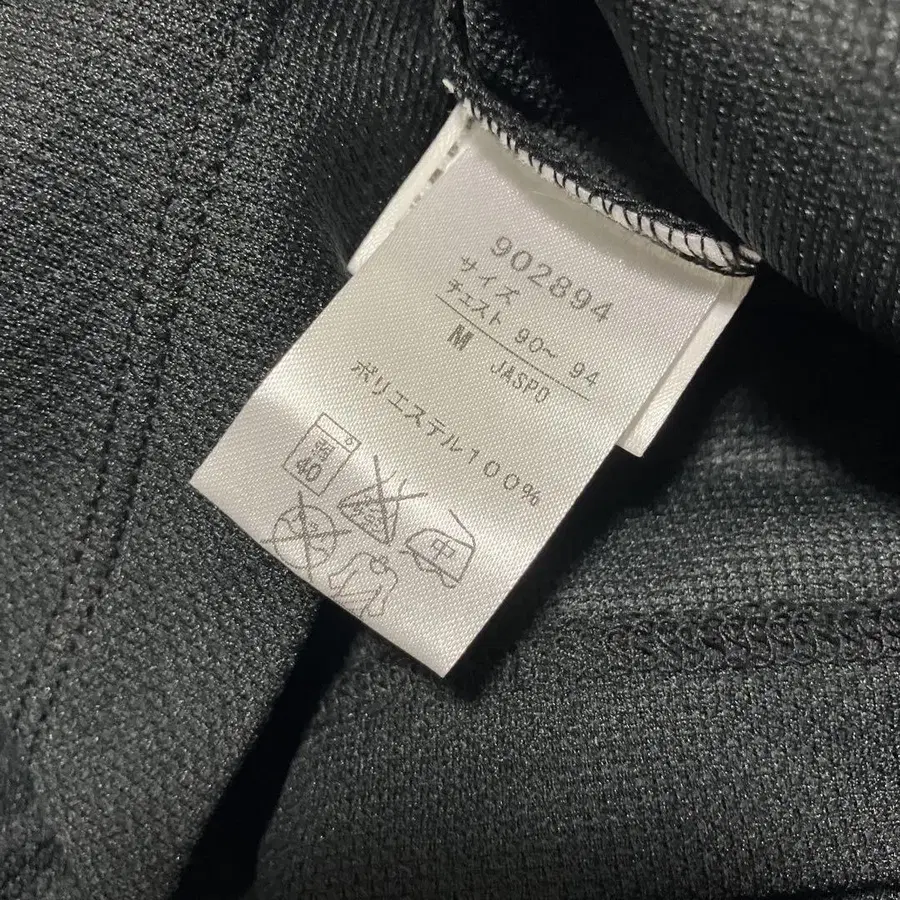 902894
サイズ
チェスト 90～ 94
M JASPO
ポリエステル100%
弱
40
中